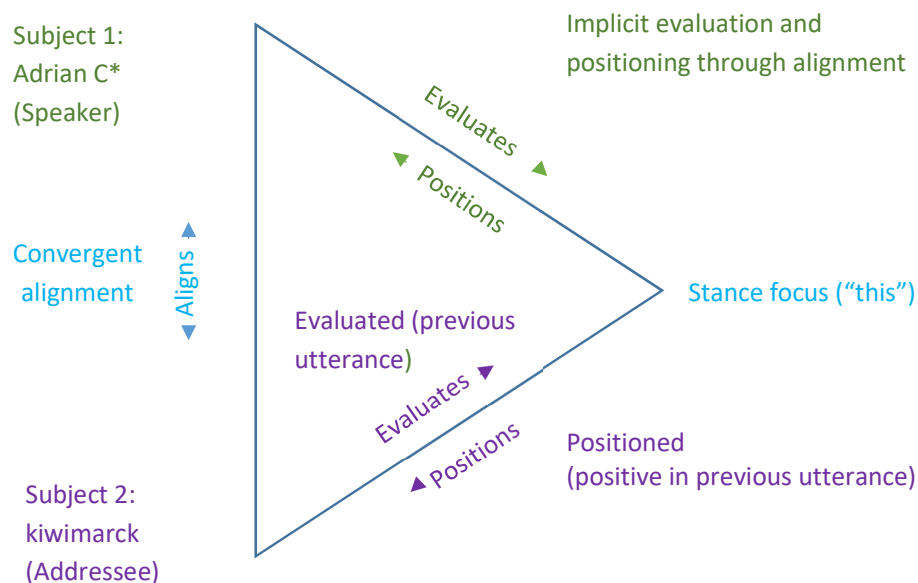 Subject 1:
Adrian C*
(Speaker)
Implicit evaluation and
positioning through alignment
Evaluates
Positions
Convergent
alignment
Aligns
Stance focus (“this”)
Evaluated (previous
utterance)
Evaluates
Positions
Positioned
(positive in previous utterance)
Subject 2:
kiwimarck
(Addressee)